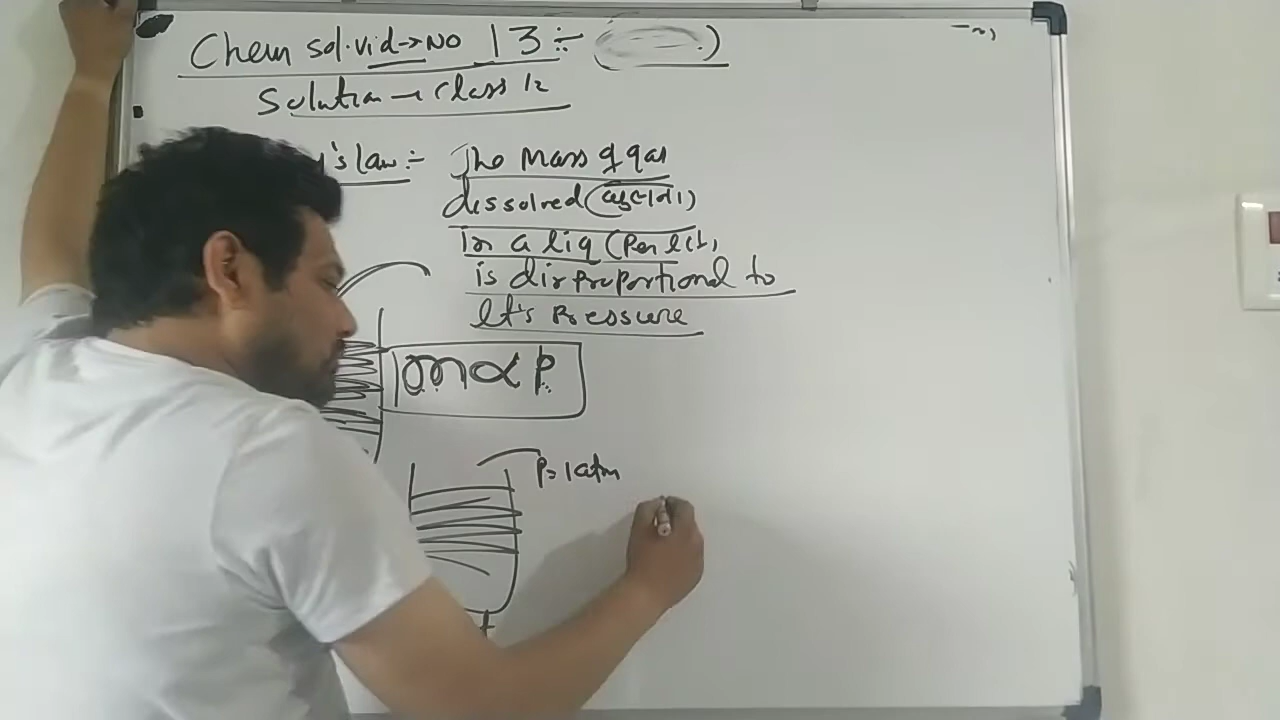 Chem sol.vid→No 13 ÷ ( )
Solution → class 12
y's law :- The Mass of gas
dissolved (
in a liq (Per
is dirproportional to
It's Pressure
m ∝ p
P=1atm